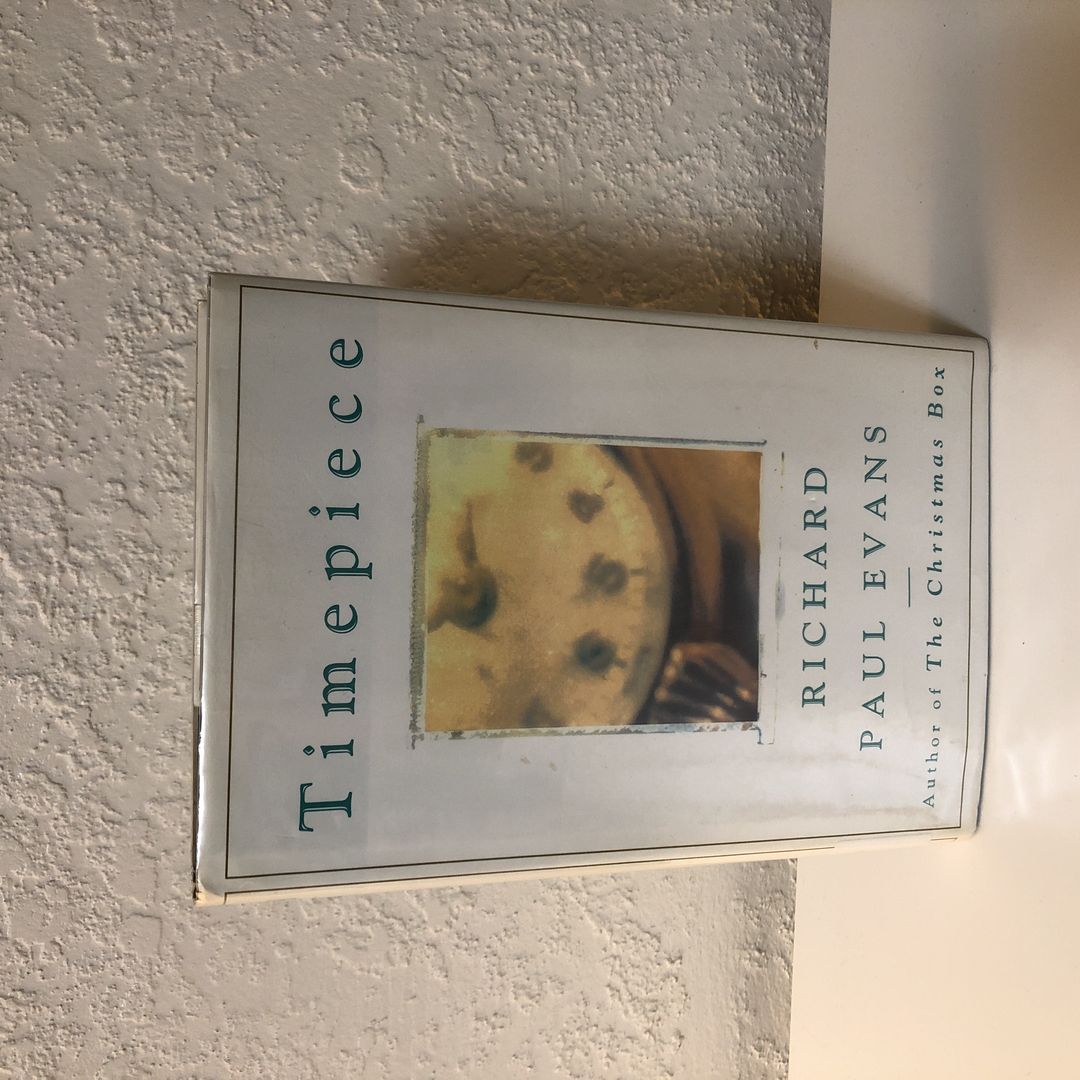 Timepiece
RICHARD
PAUL EVANS
Author of The Christmas Box